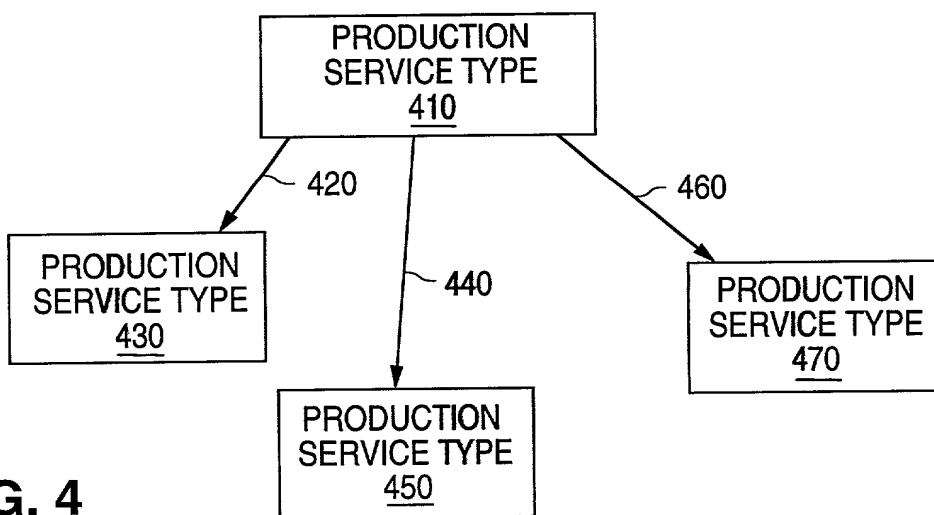 PRODUCTION
SERVICE TYPE
410
420
460
PRODUCTION
SERVICE TYPE
430
440
PRODUCTION
SERVICE TYPE
470
PRODUCTION
SERVICE TYPE
450
G. 4